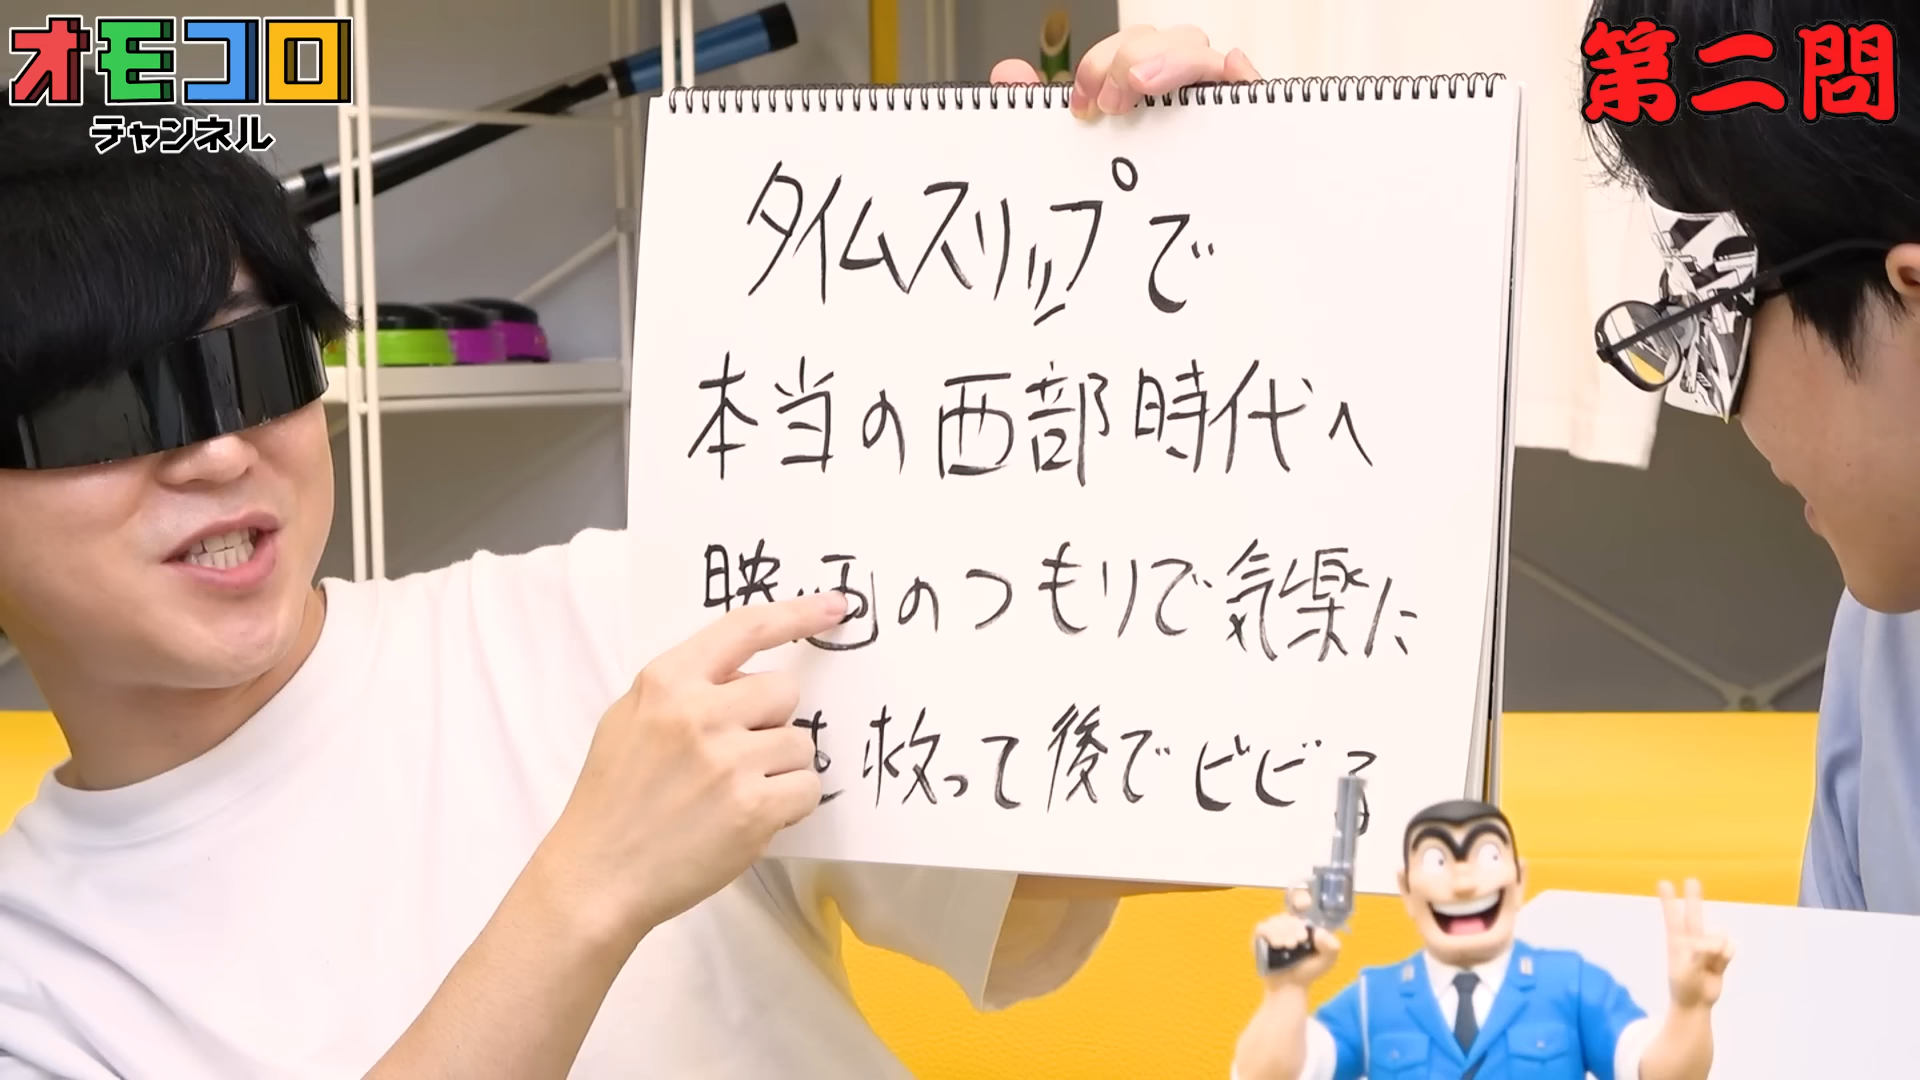 オモコロ
チャンネル
第二問
タイムスリップで
本当の西部時代へ
映画のつもりで気楽に
を救って後でビビる